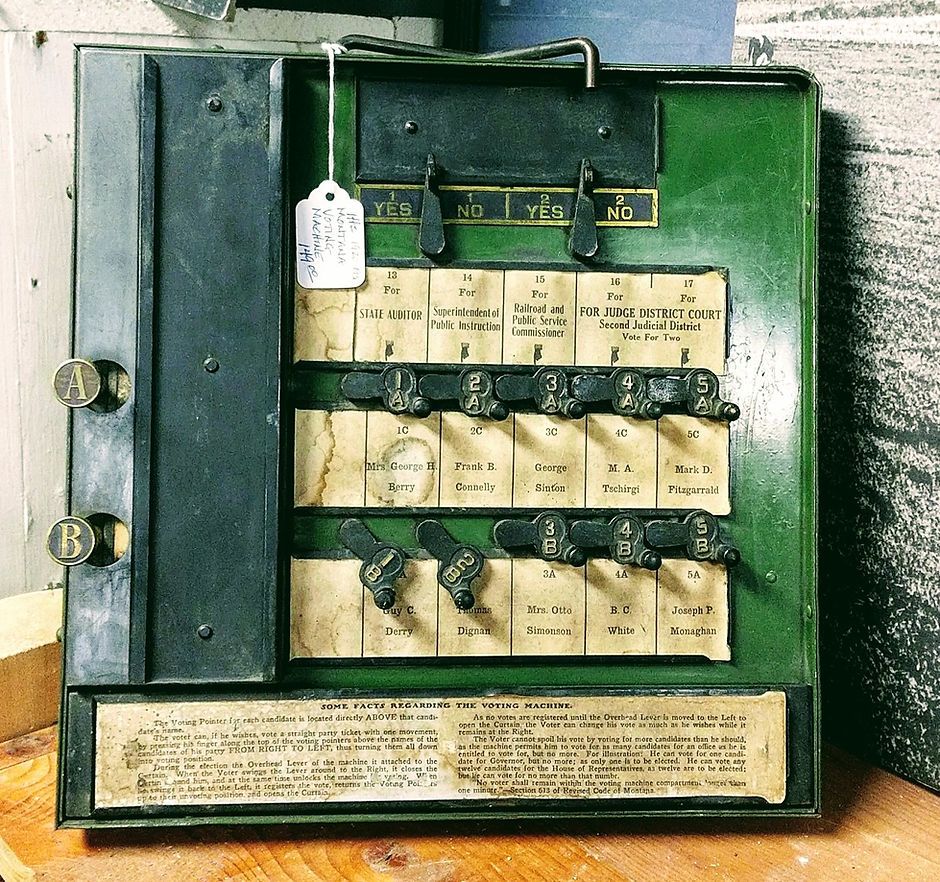 1 YES 1 NO 2 YES 2 NO
MONTANA
VOTING
MACHINE
13 14 15 16 17
For For For For For
STATE AUDITOR
Superintendent of
Public Instruction
Railroad and
Public Service
Commissioner
FOR JUDGE DISTRICT COURT
Second Judicial District
Vote For Two
A
1A 2A 3A 4A 5A
1C 2C 3C 4C 5C
Mrs George H. Frank B. George M. A. Mark D.
Berry Connelly Sinton Tschirgi Fitzgarrald
B
1B 2B 3B 4B 5B
3A 4A 5A
Guy C. Thomas Mrs. Otto B. C. Joseph P.
Derry Dignan Simonson White Monaghan
SOME FACTS REGARDING THE VOTING MACHINE.
The Voting Pointer for each candidate is located directly ABOVE that candi-
date's name.
The voter can, if he wishes, vote a straight party ticket with one movement,
by pressing his finger along the top of the voting pointers above the names of the
candidates of his party FROM RIGHT TO LEFT, thus turning them all down
into voting position.
During the election the Overhead Lever of the machine is attached to the
Curtain. When the Voter swings the Lever around to the Right, it closes the
Curtain behind him, and at the same time unlocks the machine voting. When
he swings it back to the Left, it registers the vote, returns the Voting
up to their unvoting position, and opens the Curtain.
As no votes are registered until the Overhead Lever is moved to the Left to
open the Curtain, the Voter can change his vote as much as he wishes while it
remains at the Right.
The Voter cannot spoil his vote by voting for more candidates than he should,
as the machine permits him to vote for as many candidates for an office as he is
entitled to vote for, but no more. For illustration: He can vote for one candi-
date for Governor, but no more; as only one is to be elected. He can vote any
twelve candidates for the House of Representatives, as twelve are to be elected;
but he can vote for no more than that number.
"No voter shall remain within the voting machine compartment longer than
one minute."—Section 613 of Revised Code of Montana.